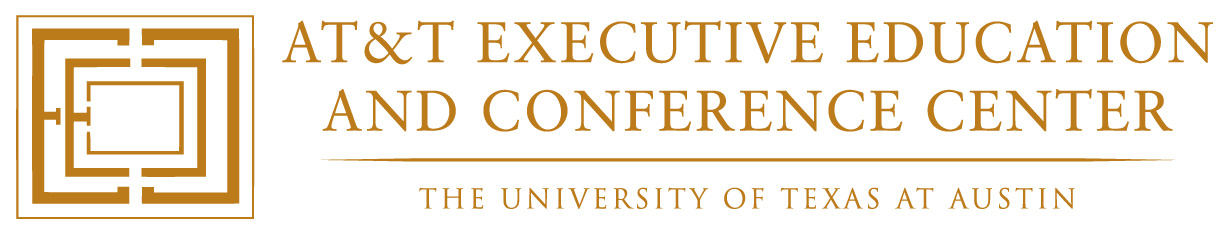 AT&T EXECUTIVE EDUCATION
AND CONFERENCE CENTER
THE UNIVERSITY OF TEXAS AT AUSTIN